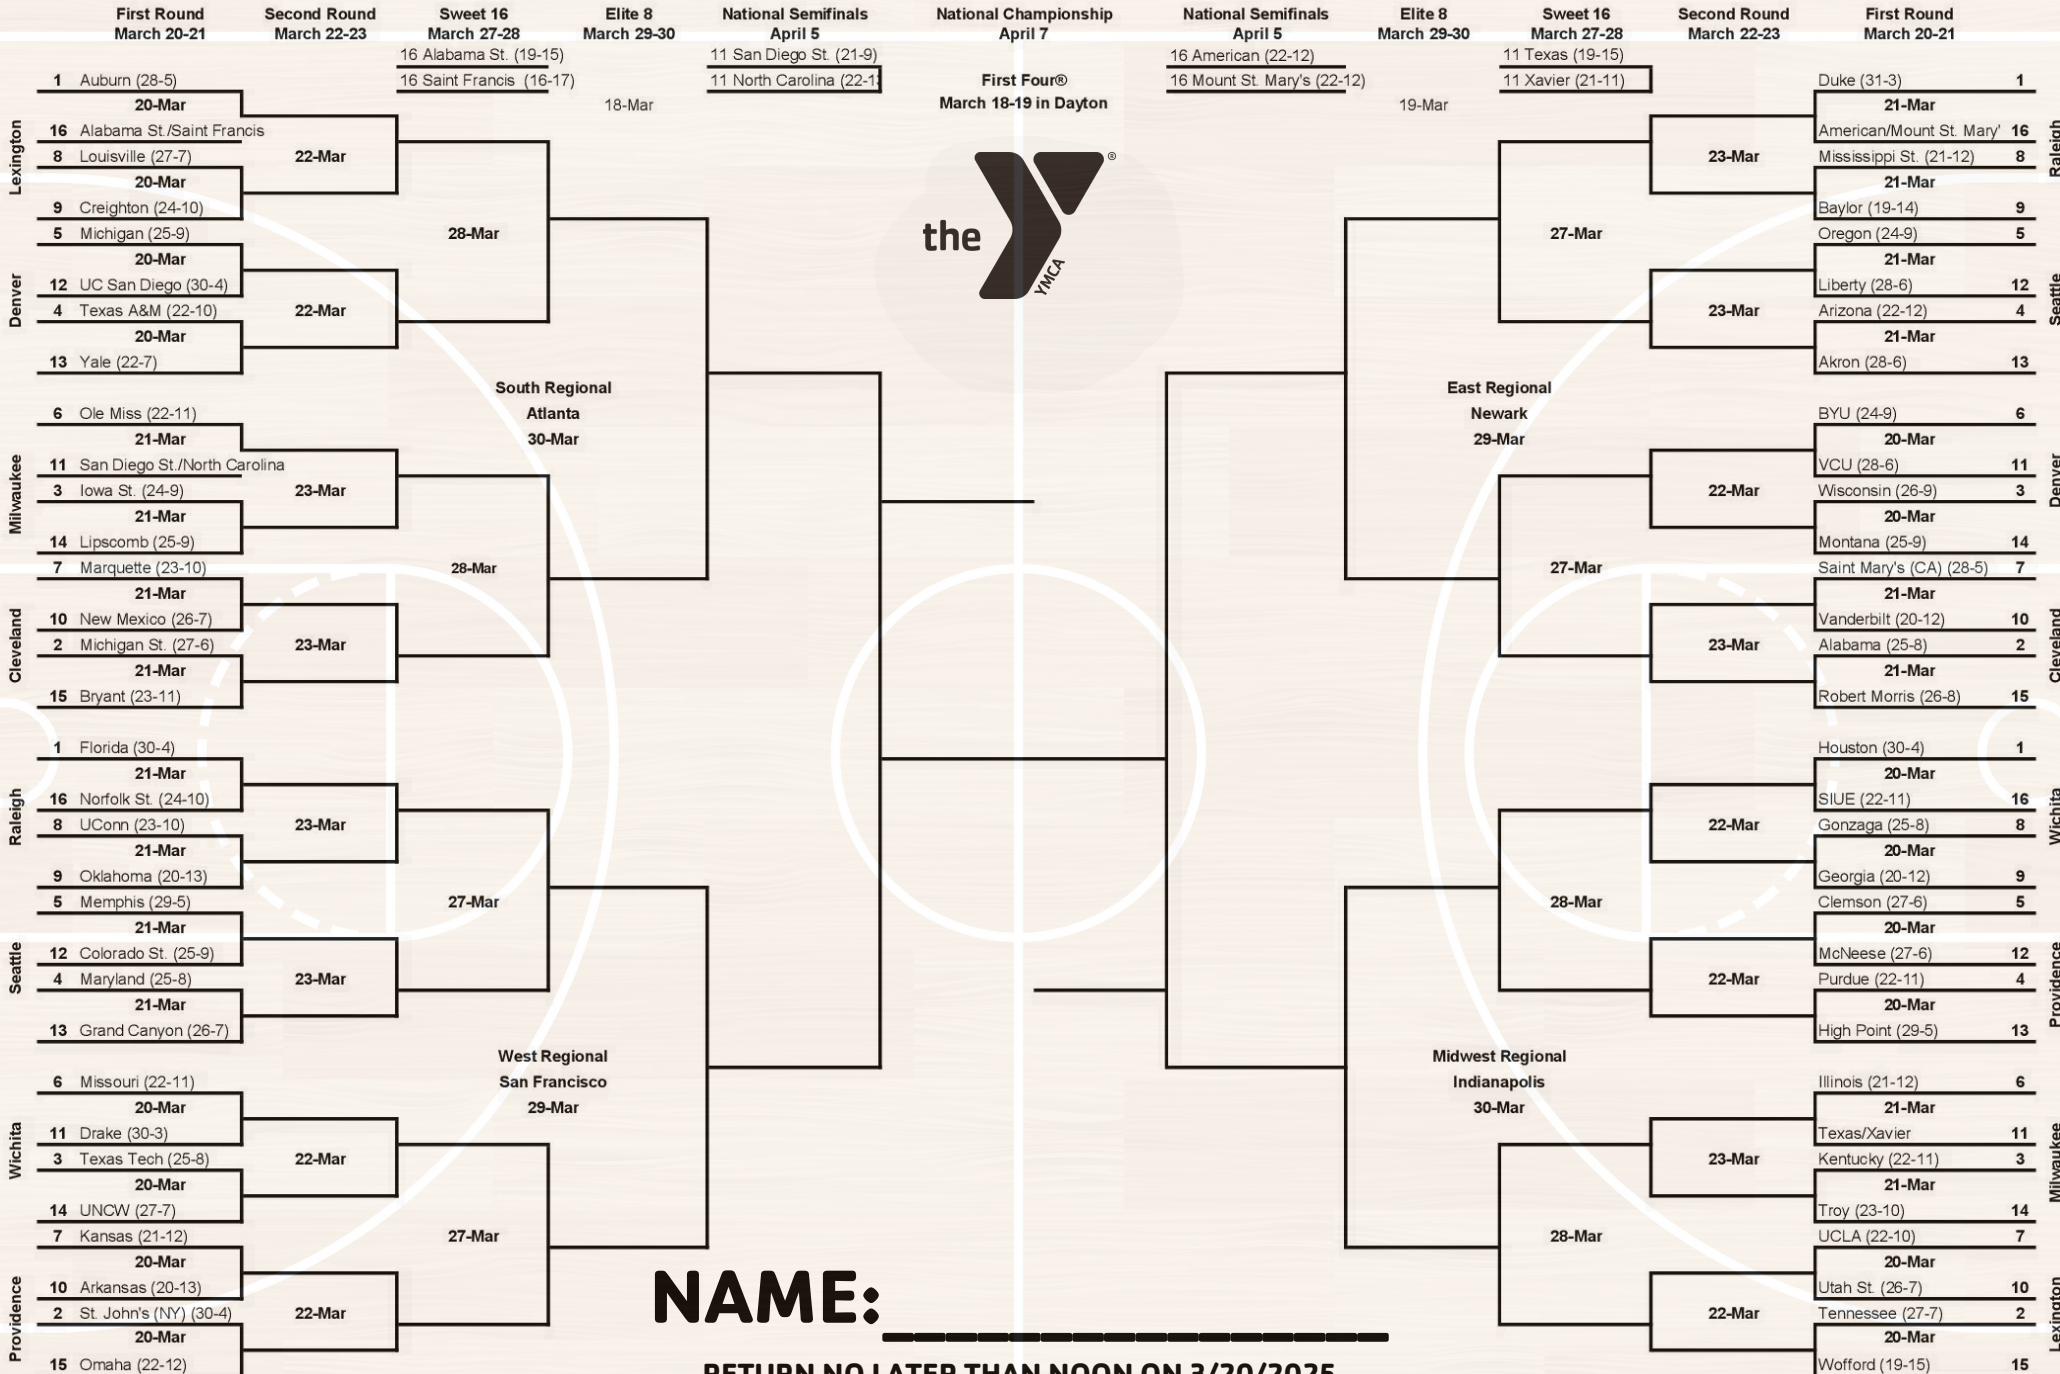 First Round
March 20-21
Second Round
March 22-23
Sweet 16
March 27-28
Elite 8
March 29-30
National Semifinals
April 5
National Championship
April 7
National Semifinals
April 5
Elite 8
March 29-30
Sweet 16
March 27-28
Second Round
March 22-23
First Round
March 20-21
16 Alabama St. (19-15)
16 Saint Francis (16-17)
18-Mar
11 San Diego St. (21-9)
11 North Carolina (22-13
First Four®
March 18-19 in Dayton
16 American (22-12)
16 Mount St. Mary's (22-12)
19-Mar
11 Texas (19-15)
11 Xavier (21-11)
the
YMCA
®
Lexington
1 Auburn (28-5)
20-Mar
16 Alabama St./Saint Francis
22-Mar
8 Louisville (27-7)
20-Mar
9 Creighton (24-10)
28-Mar
Denver
5 Michigan (25-9)
20-Mar
12 UC San Diego (30-4)
22-Mar
4 Texas A&M (22-10)
20-Mar
13 Yale (22-7)
South Regional
Atlanta
30-Mar
Milwaukee
6 Ole Miss (22-11)
21-Mar
11 San Diego St./North Carolina
23-Mar
3 Iowa St. (24-9)
21-Mar
14 Lipscomb (25-9)
28-Mar
Cleveland
7 Marquette (23-10)
21-Mar
10 New Mexico (26-7)
23-Mar
2 Michigan St. (27-6)
21-Mar
15 Bryant (23-11)
Raleigh
1 Florida (30-4)
21-Mar
16 Norfolk St. (24-10)
23-Mar
8 UConn (23-10)
21-Mar
9 Oklahoma (20-13)
27-Mar
Seattle
5 Memphis (29-5)
21-Mar
12 Colorado St. (25-9)
23-Mar
4 Maryland (25-8)
21-Mar
13 Grand Canyon (26-7)
West Regional
San Francisco
29-Mar
Wichita
6 Missouri (22-11)
20-Mar
11 Drake (30-3)
22-Mar
3 Texas Tech (25-8)
20-Mar
14 UNCW (27-7)
27-Mar
Providence
7 Kansas (21-12)
20-Mar
10 Arkansas (20-13)
22-Mar
2 St. John's (NY) (30-4)
20-Mar
15 Omaha (22-12)
Duke (31-3) 1
21-Mar
American/Mount St. Mary' 16
23-Mar
Raleigh
Mississippi St. (21-12) 8
21-Mar
Baylor (19-14) 9
27-Mar
Oregon (24-9) 5
21-Mar
Liberty (28-6) 12
23-Mar
Seattle
Arizona (22-12) 4
21-Mar
Akron (28-6) 13
East Regional
Newark
29-Mar
BYU (24-9) 6
20-Mar
VCU (28-6) 11
22-Mar
Denver
Wisconsin (26-9) 3
20-Mar
Montana (25-9) 14
27-Mar
Saint Mary's (CA) (28-5) 7
21-Mar
Vanderbilt (20-12) 10
23-Mar
Cleveland
Alabama (25-8) 2
21-Mar
Robert Morris (26-8) 15
Houston (30-4) 1
20-Mar
SIUE (22-11) 16
22-Mar
Wichita
Gonzaga (25-8) 8
20-Mar
Georgia (20-12) 9
28-Mar
Clemson (27-6) 5
20-Mar
McNeese (27-6) 12
22-Mar
Providence
Purdue (22-11) 4
20-Mar
High Point (29-5) 13
Midwest Regional
Indianapolis
30-Mar
Illinois (21-12) 6
21-Mar
Texas/Xavier 11
23-Mar
Milwaukee
Kentucky (22-11) 3
21-Mar
Troy (23-10) 14
28-Mar
UCLA (22-10) 7
20-Mar
Utah St. (26-7) 10
22-Mar
Lexington
Tennessee (27-7) 2
20-Mar
Wofford (19-15) 15
NAME:
RETURN NO LATER THAN NOON ON 3/20/2025